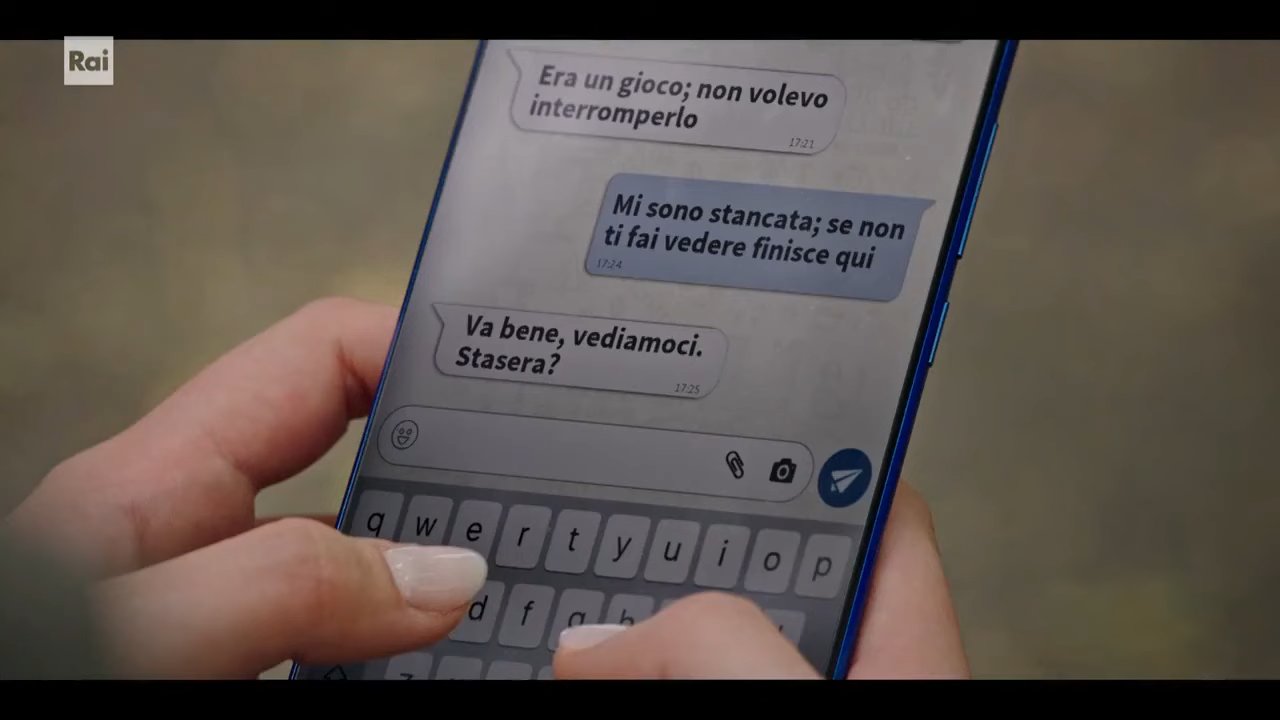 Rai
Era un gioco; non volevo
interromperlo
17:21
Mi sono stancata; se non
ti fai vedere finisce qui
17:24
Va bene, vediamoci.
Stasera?
17:25
q w e r t y u i o p
d f g h
z